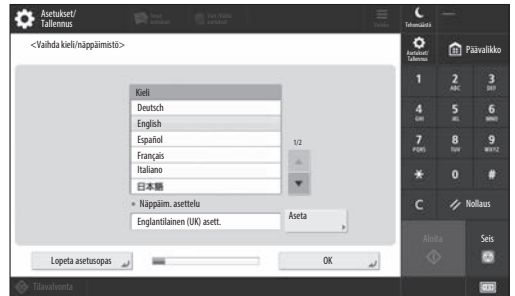 Asetukset/
Tallennus
Tehonsäästö
<Vaihda kieli/näppäimistö>
Asetukset/
Tallennus
Päävalikko
Kieli
Deutsch
English
Español
Français
Italiano
日本語
1/2
Näppäim. asettelu
Englantilainen (UK) asett.
Aseta
Lopeta asetusopas
OK
Tilavalvonta
1
2 ABC
3 DEF
4 GHI
5 JKL
6 MNO
7 PQRS
8 TUV
9 WXYZ
* 0 #
C
Nollaus
Aloita
Seis